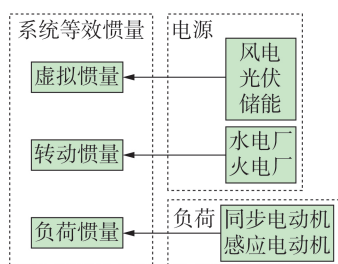 系统等效惯量
电源
虚拟惯量
风电
光伏
储能
转动惯量
水电厂
火电厂
负荷
负荷惯量
同步电动机
感应电动机